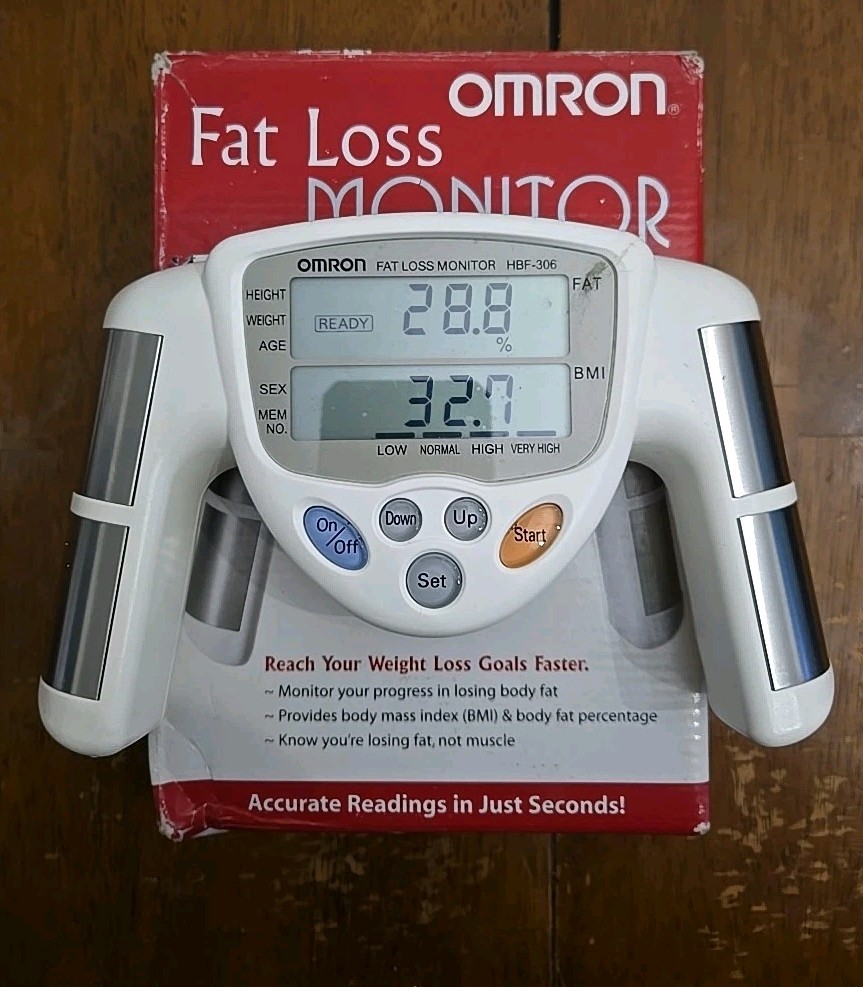 OMRON®
Fat Loss
MONITOR
OMRON FAT LOSS MONITOR HBF-306
HEIGHT
WEIGHT
AGE
READY
28.8
%
FAT
SEX
MEM
NO.
32.7
BMI
LOW NORMAL HIGH VERY HIGH
On/Off
Down
Up
Start
Set
Reach Your Weight Loss Goals Faster.
~ Monitor your progress in losing body fat
~ Provides body mass index (BMI) & body fat percentage
~ Know you're losing fat, not muscle
Accurate Readings in Just Seconds!